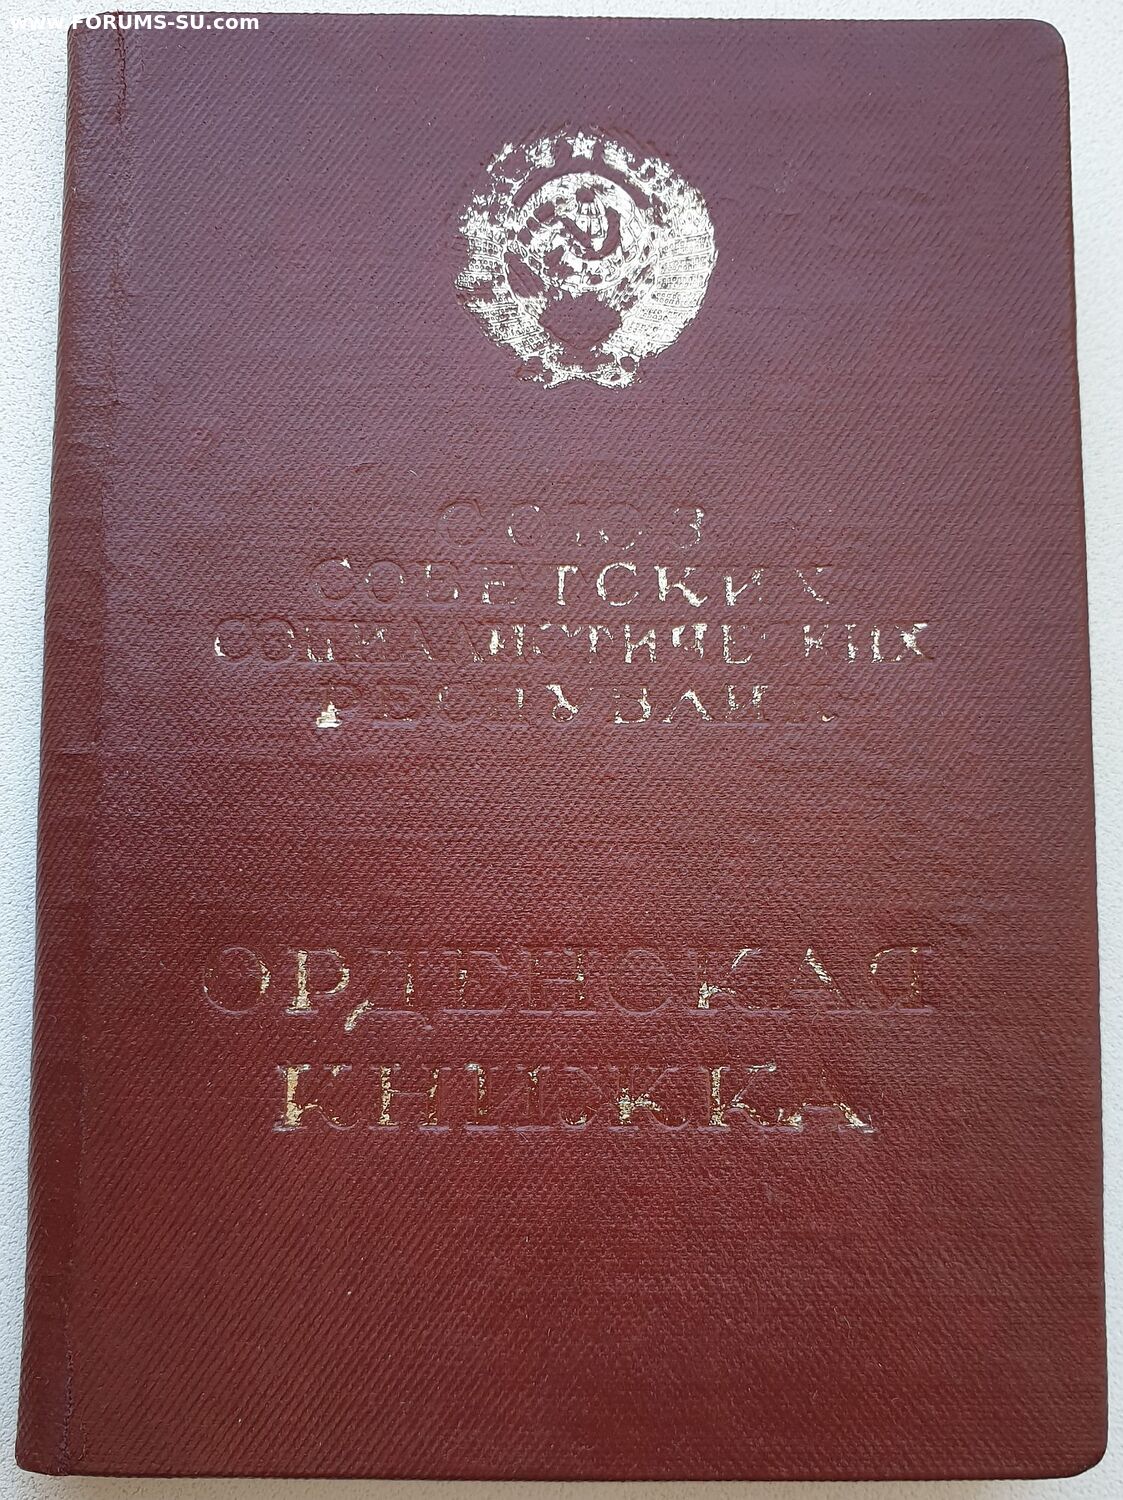 www.FORUMS-SU.com
СОЮЗ
СОВЕТСКИХ
СОЦИАЛИСТИЧЕСКИХ
РЕСПУБЛИК
ОРДЕНСКАЯ
КНИЖКА